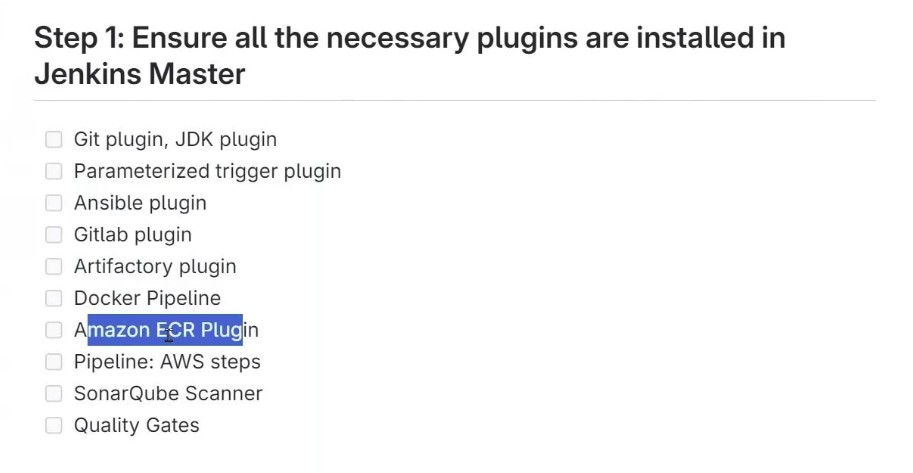 Step 1: Ensure all the necessary plugins are installed in
Jenkins Master
Git plugin, JDK plugin
Parameterized trigger plugin
Ansible plugin
Gitlab plugin
Artifactory plugin
Docker Pipeline
Amazon ECR Plugin
Pipeline: AWS steps
SonarQube Scanner
Quality Gates